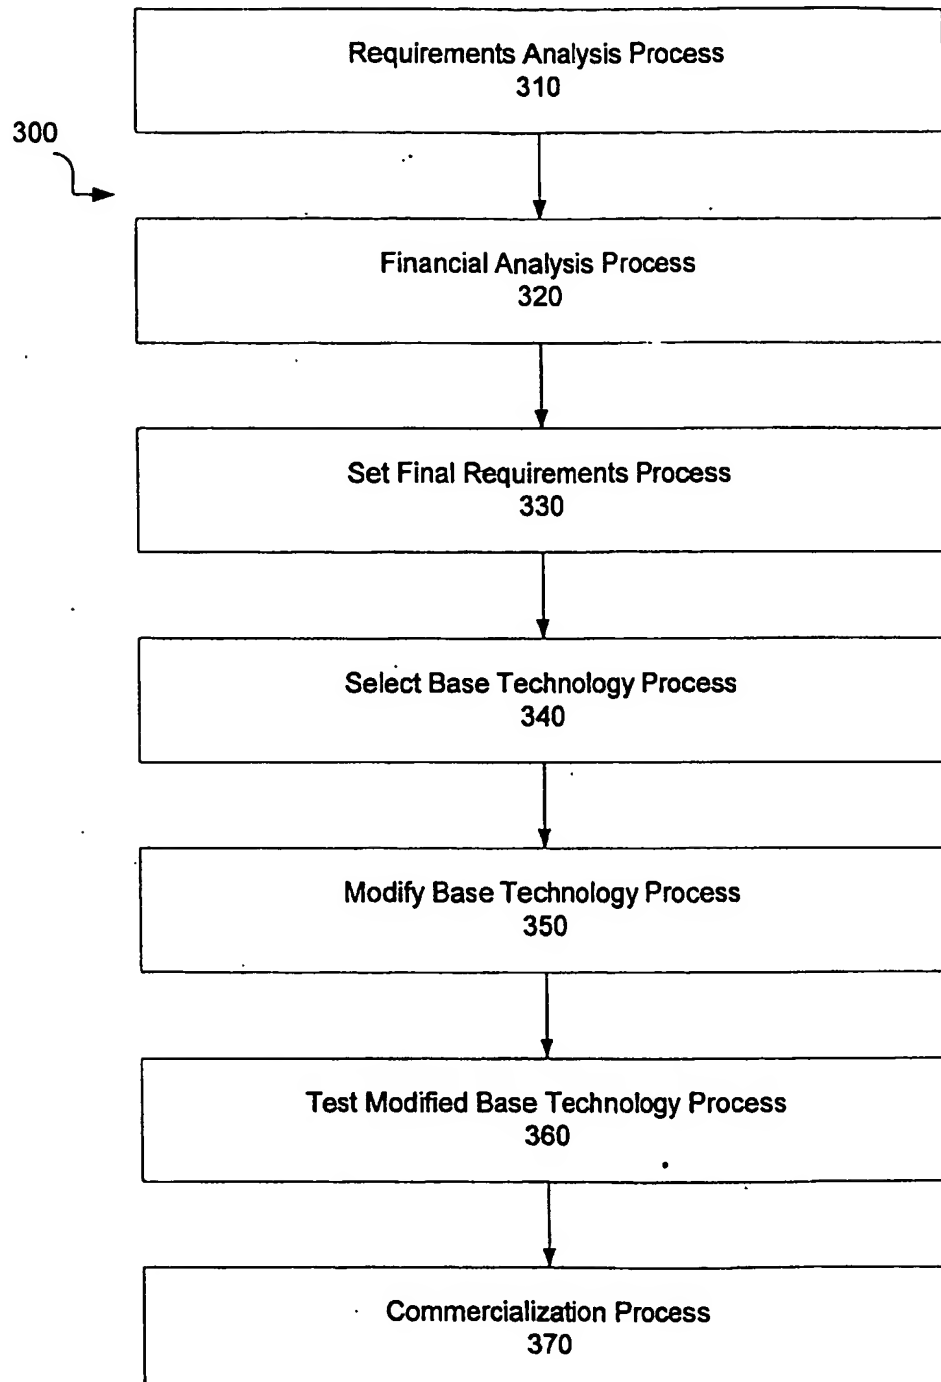 Requirements Analysis Process
310
300
Financial Analysis Process
320
Set Final Requirements Process
330
Select Base Technology Process
340
Modify Base Technology Process
350
Test Modified Base Technology Process
360
Commercialization Process
370